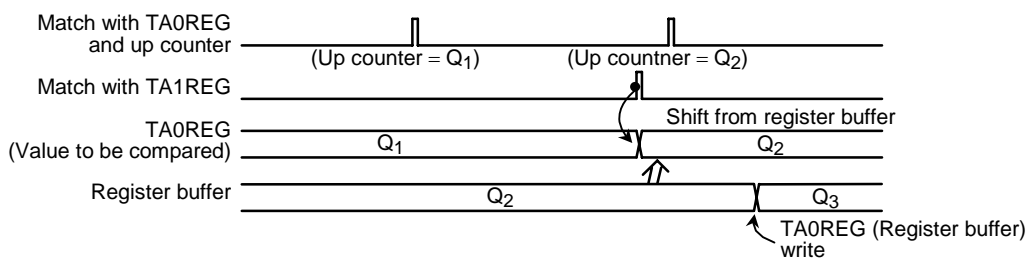 Match with TA0REG
and up counter
(Up counter = Q1)
(Up countner = Q2)
Match with TA1REG
Shift from register buffer
TA0REG
(Value to be compared)
Q1
Q2
Register buffer
Q2
Q3
TA0REG (Register buffer)
write